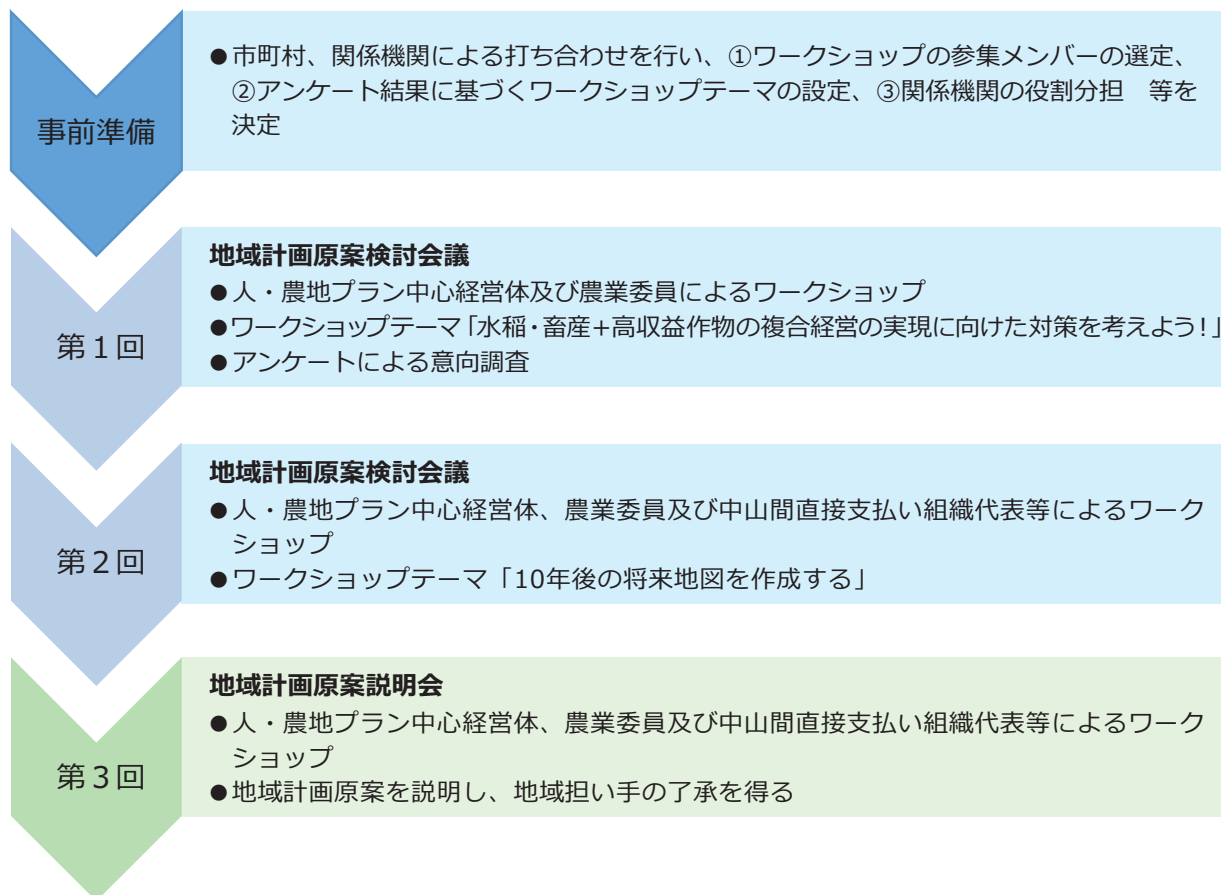 事前準備
●市町村、関係機関による打ち合わせを行い、①ワークショップの参集メンバーの選定、
②アンケート結果に基づくワークショップテーマの設定、③関係機関の役割分担　等を
決定
第1回
地域計画原案検討会議
●人・農地プラン中心経営体及び農業委員によるワークショップ
●ワークショップテーマ「水稲・畜産+高収益作物の複合経営の実現に向けた対策を考えよう!」
●アンケートによる意向調査
第2回
地域計画原案検討会議
●人・農地プラン中心経営体、農業委員及び中山間直接支払い組織代表等によるワーク
ショップ
●ワークショップテーマ「10年後の将来地図を作成する」
第3回
地域計画原案説明会
●人・農地プラン中心経営体、農業委員及び中山間直接支払い組織代表等によるワーク
ショップ
●地域計画原案を説明し、地域担い手の了承を得る